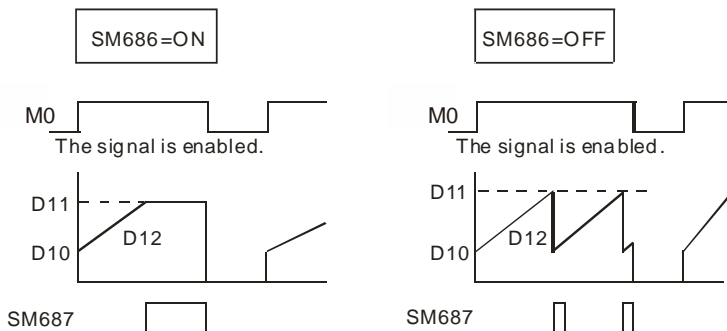 SM686=ON
SM686=OFF
M0
The signal is enabled.
M0
The signal is enabled.
D11
D10
D12
D11
D10
D12
SM687
SM687